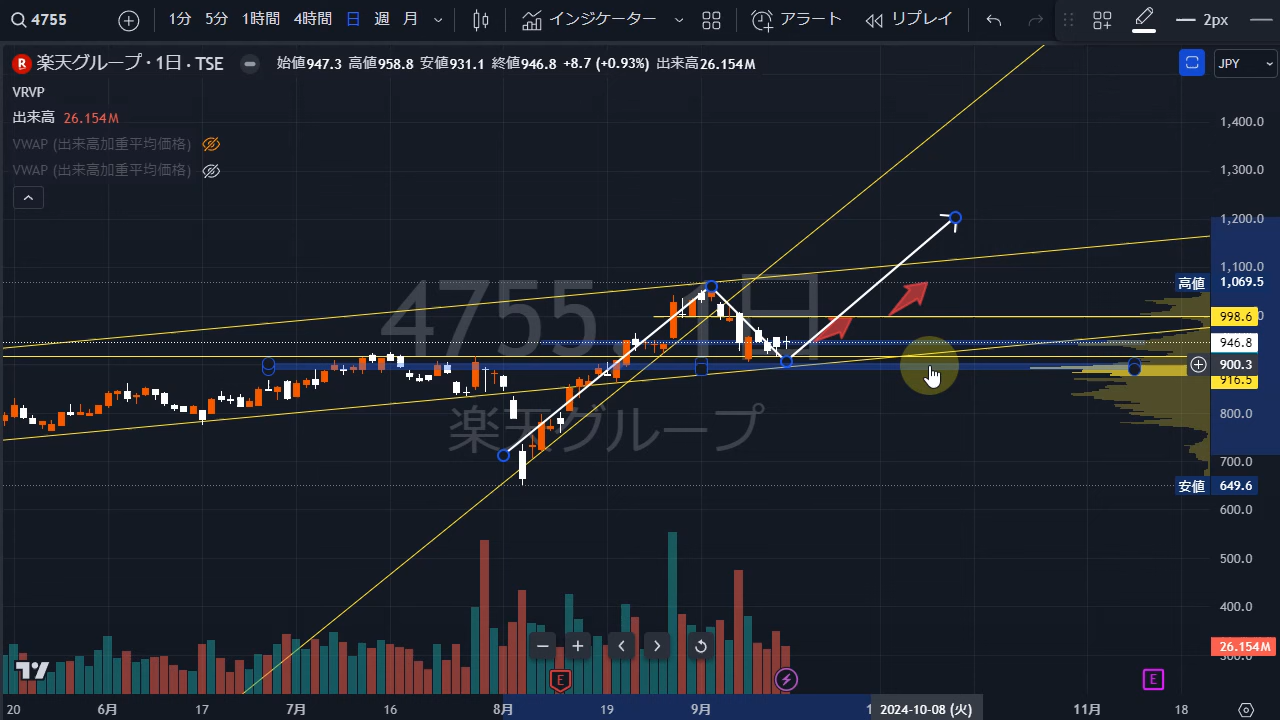 4755 1分 5分 1時間 4時間 日 週 月 インジケーター アラート リプレイ 2px
楽天グループ・1日・TSE 始値947.3 高値958.8 安値931.1 終値946.8 +8.7 (+0.93%) 出来高26.154M JPY
VRVP
出来高 26.154M
VWAP (出来高加重平均価格)
VWAP (出来高加重平均価格)
4755, 1日
楽天グループ
1,400.0
1,300.0
1,200.0
1,100.0
高値 1,069.5
998.6
946.8
900.3
916.5
800.0
700.0
安値 649.6
600.0
500.0
400.0
26.154M
E E
20 6月 17 7月 16 8月 19 9月 2024-10-08 (火) 11月 18